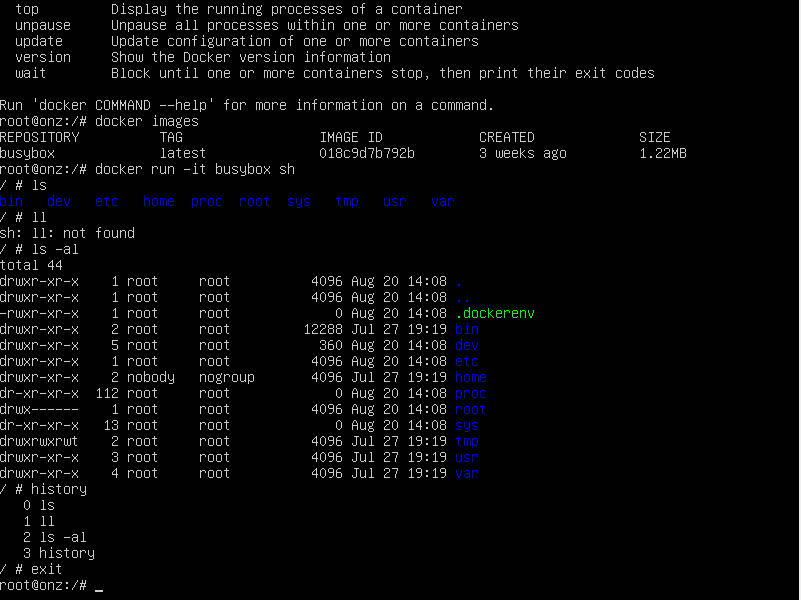 top         Display the running processes of a container
  unpause     Unpause all processes within one or more containers
  update      Update configuration of one or more containers
  version     Show the Docker version information
  wait        Block until one or more containers stop, then print their exit codes

Run 'docker COMMAND --help' for more information on a command.
root@onz:/# docker images
REPOSITORY          TAG                 IMAGE ID            CREATED             SIZE
busybox             latest              018c9d7b792b        3 weeks ago         1.22MB
root@onz:/# docker run -it busybox sh
/ # ls
bin   dev   etc   home  proc  root  sys   tmp   usr   var
/ # ll
sh: ll: not found
/ # ls -al
total 44
drwxr-xr-x    1 root     root          4096 Aug 20 14:08 .
drwxr-xr-x    1 root     root          4096 Aug 20 14:08 ..
-rwxr-xr-x    1 root     root             0 Aug 20 14:08 .dockerenv
drwxr-xr-x    2 root     root         12288 Jul 27 19:19 bin
drwxr-xr-x    5 root     root           360 Aug 20 14:08 dev
drwxr-xr-x    1 root     root          4096 Aug 20 14:08 etc
drwxr-xr-x    2 nobody   nogroup       4096 Jul 27 19:19 home
dr-xr-xr-x  112 root     root             0 Aug 20 14:08 proc
drwx------    1 root     root          4096 Aug 20 14:08 root
dr-xr-xr-x   13 root     root             0 Aug 20 14:08 sys
drwxrwxrwt    2 root     root          4096 Jul 27 19:19 tmp
drwxr-xr-x    3 root     root          4096 Jul 27 19:19 usr
drwxr-xr-x    4 root     root          4096 Jul 27 19:19 var
/ # history
   0 ls
   1 ll
   2 ls -al
   3 history
/ # exit
root@onz:/# _